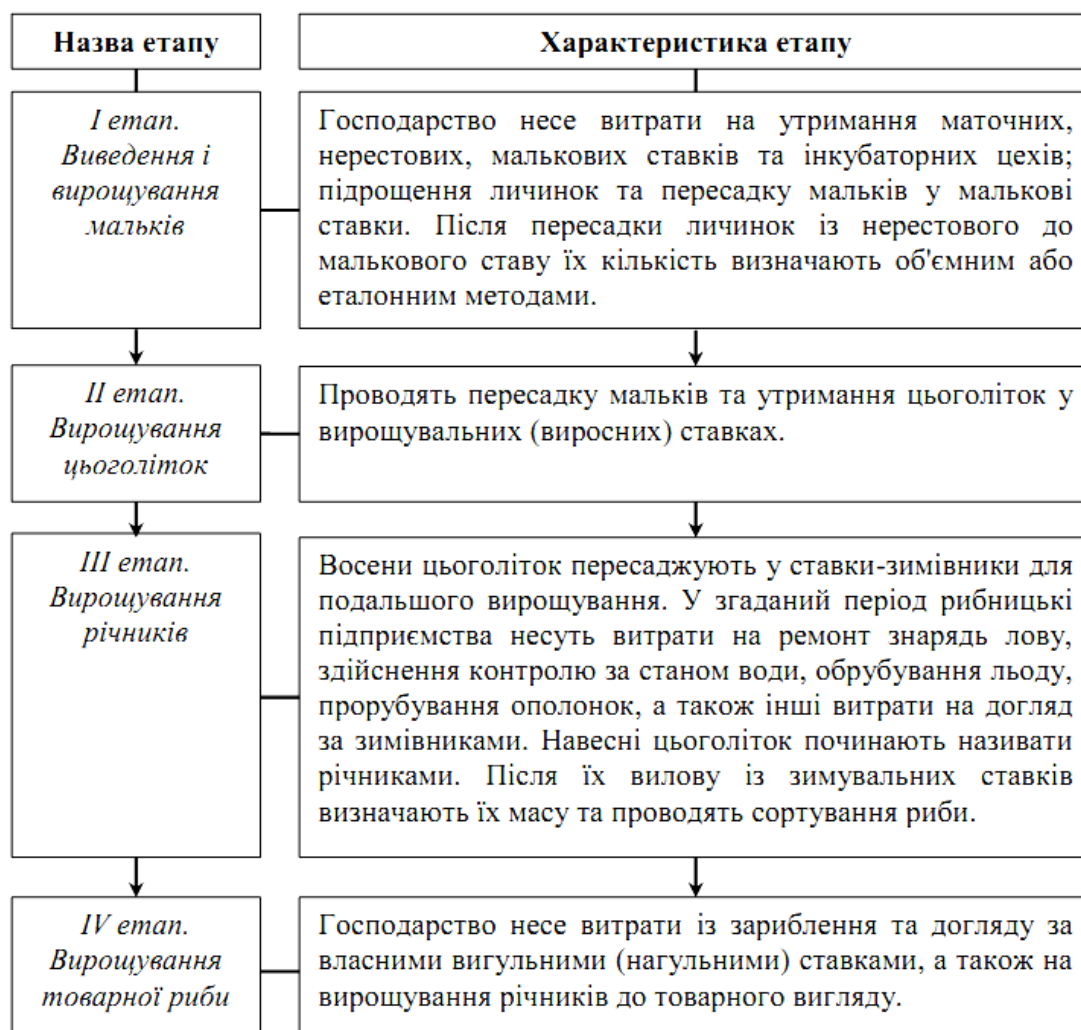 Назва етапу
Характеристика етапу
I етап.
Виведення і
вирощування
мальків
Господарство несе витрати на утримання маточних,
нерестових, малькових ставків та інкубаторних цехів;
підрощення личинок та пересадку мальків у малькові
ставки. Після пересадки личинок із нерестового до
малькового ставу їх кількість визначають об'ємним або
еталонним методами.
II етап.
Вирощування
цьоголіток
Проводять пересадку мальків та утримання цьоголіток у
вирощувальних (виросних) ставках.
III етап.
Вирощування
річників
Восени цьоголіток пересаджують у ставки-зимівники для
подальшого вирощування. У згаданий період рибницькі
підприємства несуть витрати на ремонт знарядь лову,
здійснення контролю за станом води, обрубування льоду,
прорубування ополонок, а також інші витрати на догляд
за зимівниками. Навесні цьоголіток починають називати
річниками. Після їх вилову із зимувальних ставків
визначають їх масу та проводять сортування риби.
IV етап.
Вирощування
товарної риби
Господарство несе витрати із зариблення та догляду за
власними вигульними (нагульними) ставками, а також на
вирощування річників до товарного вигляду.